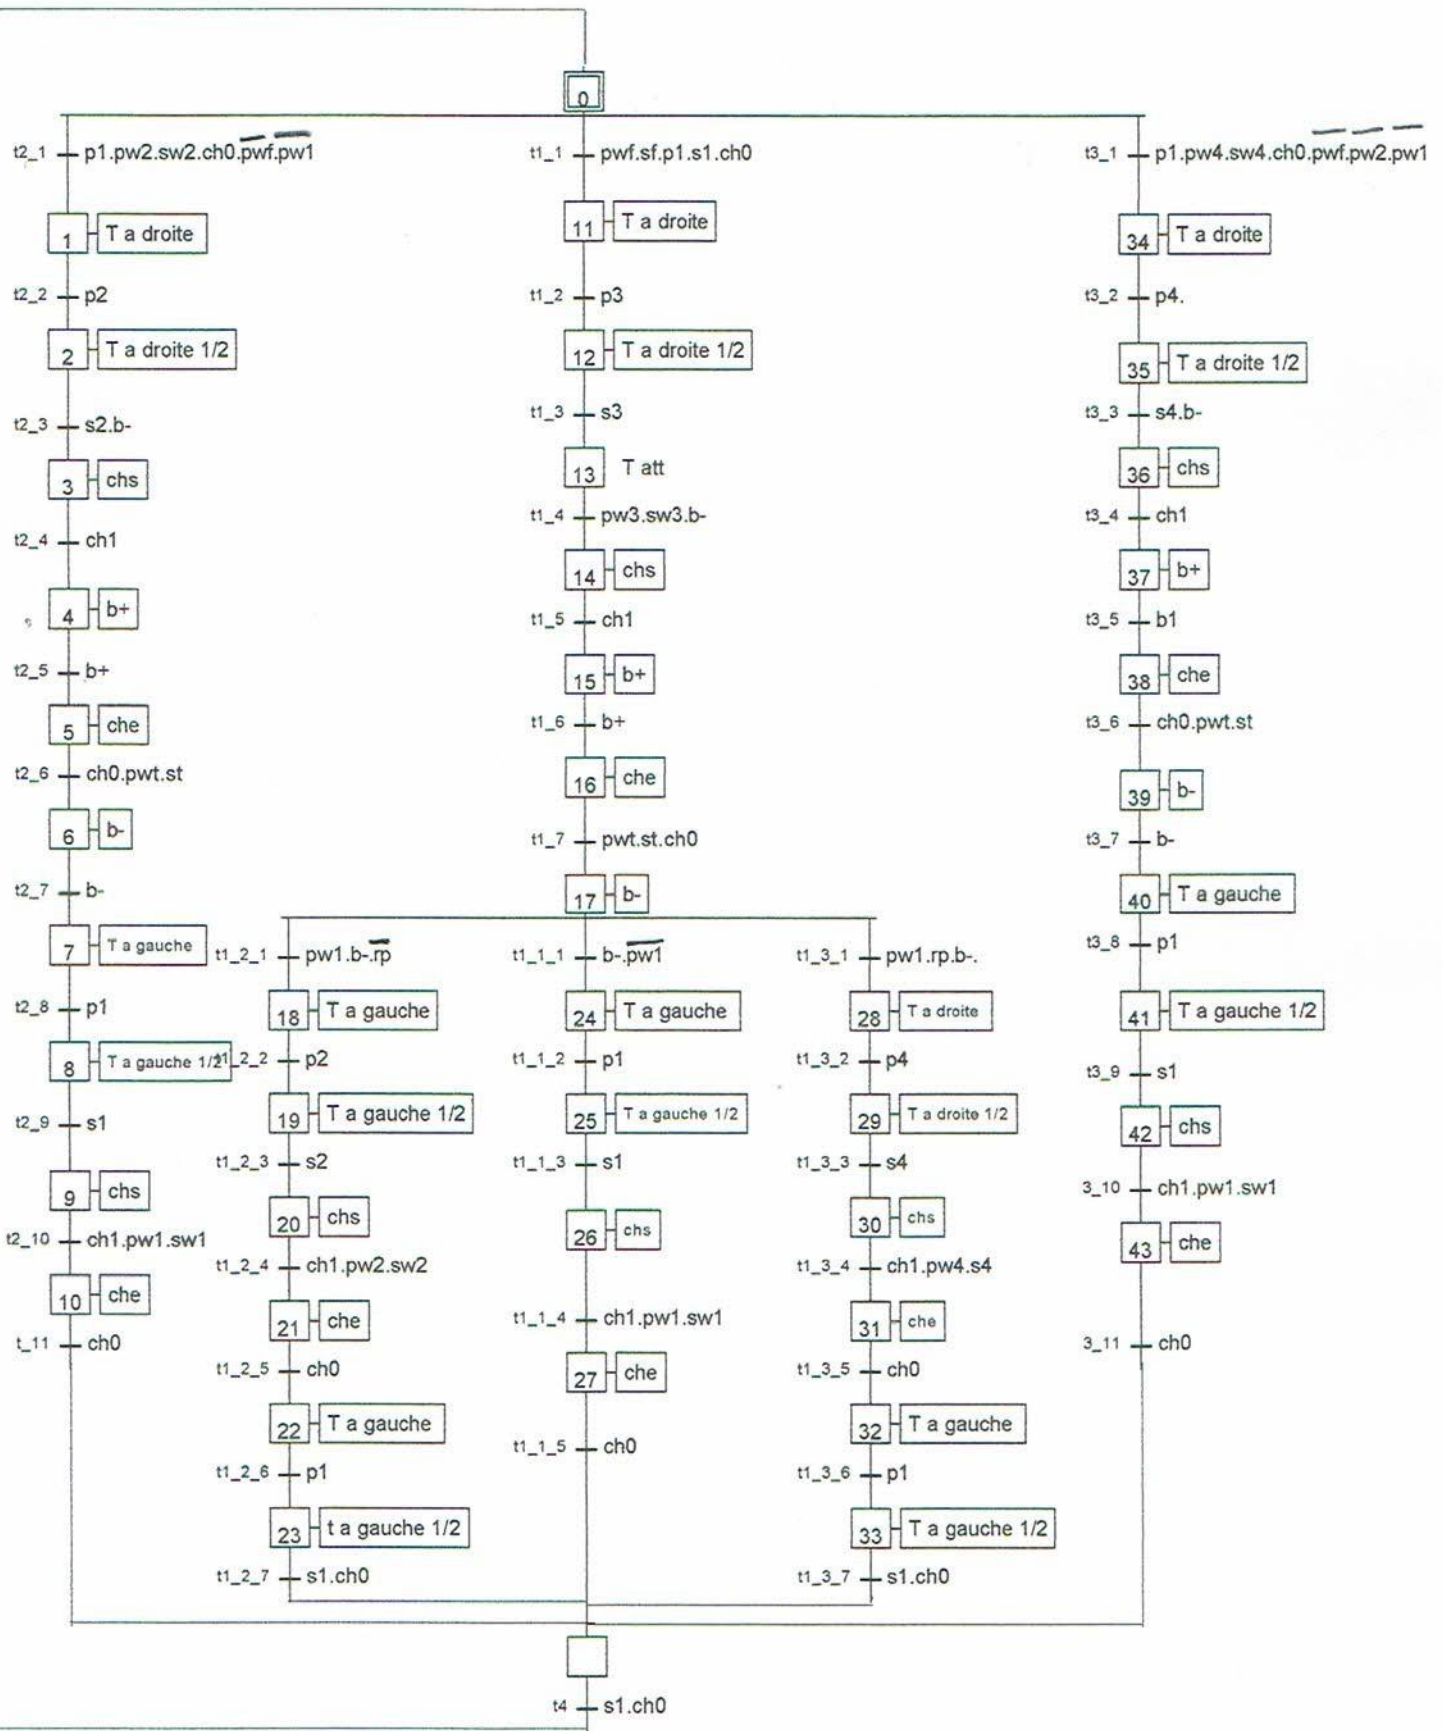 0
t2_1 p1.pw2.sw2.ch0.p̅w̅f̅.p̅w̅1̅
1 T a droite
t2_2 p2
2 T a droite 1/2
t2_3 s2.b-
3 chs
t2_4 ch1
4 b+
t2_5 b+
5 che
t2_6 ch0.pwt.st
6 b-
t2_7 b-
7 T a gauche
t2_8 p1
8 T a gauche 1/2
t2_9 s1
9 chs
t2_10 ch1.pw1.sw1
10 che
t_11 ch0
t1_1 pwf.sf.p1.s1.ch0
11 T a droite
t1_2 p3
12 T a droite 1/2
t1_3 s3
13 T att
t1_4 pw3.sw3.b-
14 chs
t1_5 ch1
15 b+
t1_6 b+
16 che
t1_7 pwt.st.ch0
17 b-
t1_2_1 pw1.b-.r̅p̅
18 T a gauche
t1_2_2 p2
19 T a gauche 1/2
t1_2_3 s2
20 chs
t1_2_4 ch1.pw2.sw2
21 che
t1_2_5 ch0
22 T a gauche
t1_2_6 p1
23 t a gauche 1/2
t1_2_7 s1.ch0
t1_1_1 b-.p̅w̅1̅
24 T a gauche
t1_1_2 p1
25 T a gauche 1/2
t1_1_3 s1
26 chs
t1_1_4 ch1.pw1.sw1
27 che
t1_1_5 ch0
t1_3_1 pw1.rp.b-.
28 T a droite
t1_3_2 p4
29 T a droite 1/2
t1_3_3 s4
30 chs
t1_3_4 ch1.pw4.s4
31 che
t1_3_5 ch0
32 T a gauche
t1_3_6 p1
33 T a gauche 1/2
t1_3_7 s1.ch0
t3_1 p1.pw4.sw4.ch0.p̅w̅f̅.p̅w̅2̅.p̅w̅1̅
34 T a droite
t3_2 p4.
35 T a droite 1/2
t3_3 s4.b-
36 chs
t3_4 ch1
37 b+
t3_5 b1
38 che
t3_6 ch0.pwt.st
39 b-
t3_7 b-
40 T a gauche
t3_8 p1
41 T a gauche 1/2
t3_9 s1
42 chs
3_10 ch1.pw1.sw1
43 che
3_11 ch0
t4 s1.ch0